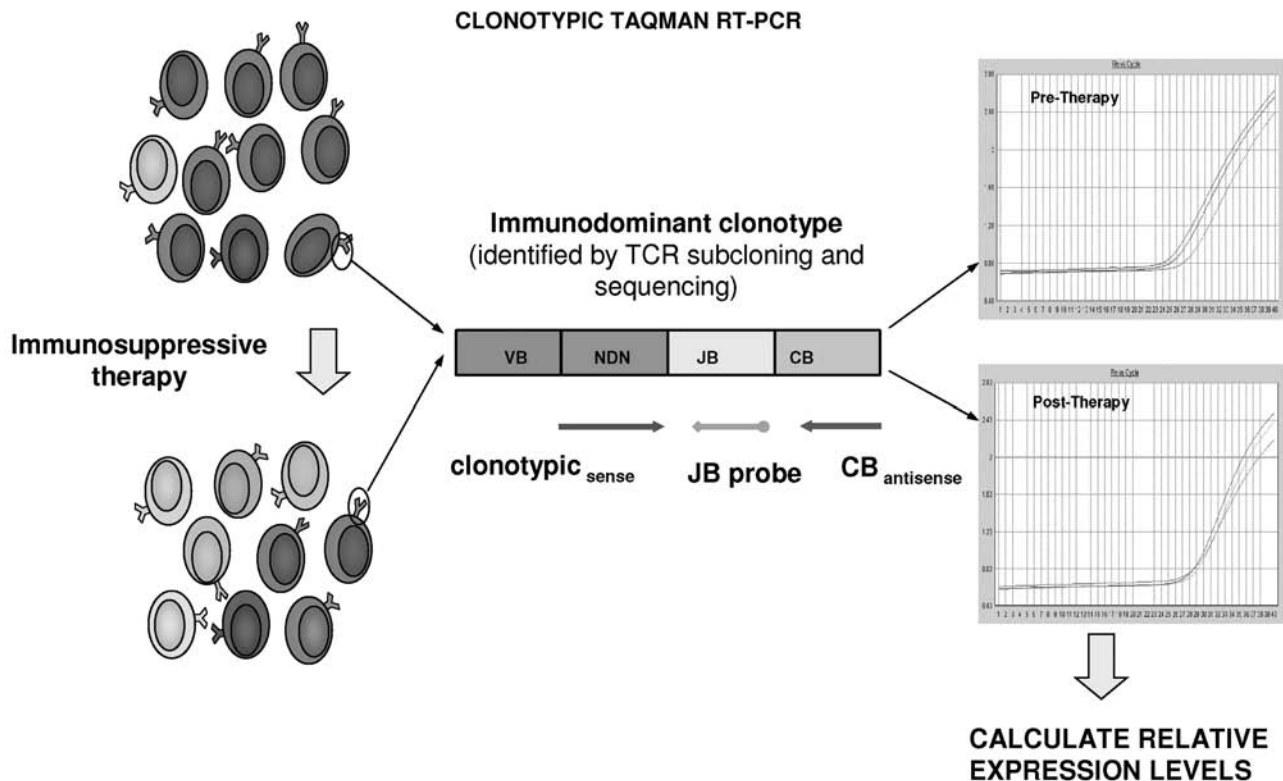 CLONOTYPIC TAQMAN RT-PCR
Pre-Therapy
Immunodominant clonotype
(identified by TCR subcloning and
sequencing)
Immunosuppressive
therapy
VB NDN JB CB
clonotypic sense
JB probe
CB antisense
Post-Therapy
CALCULATE RELATIVE
EXPRESSION LEVELS